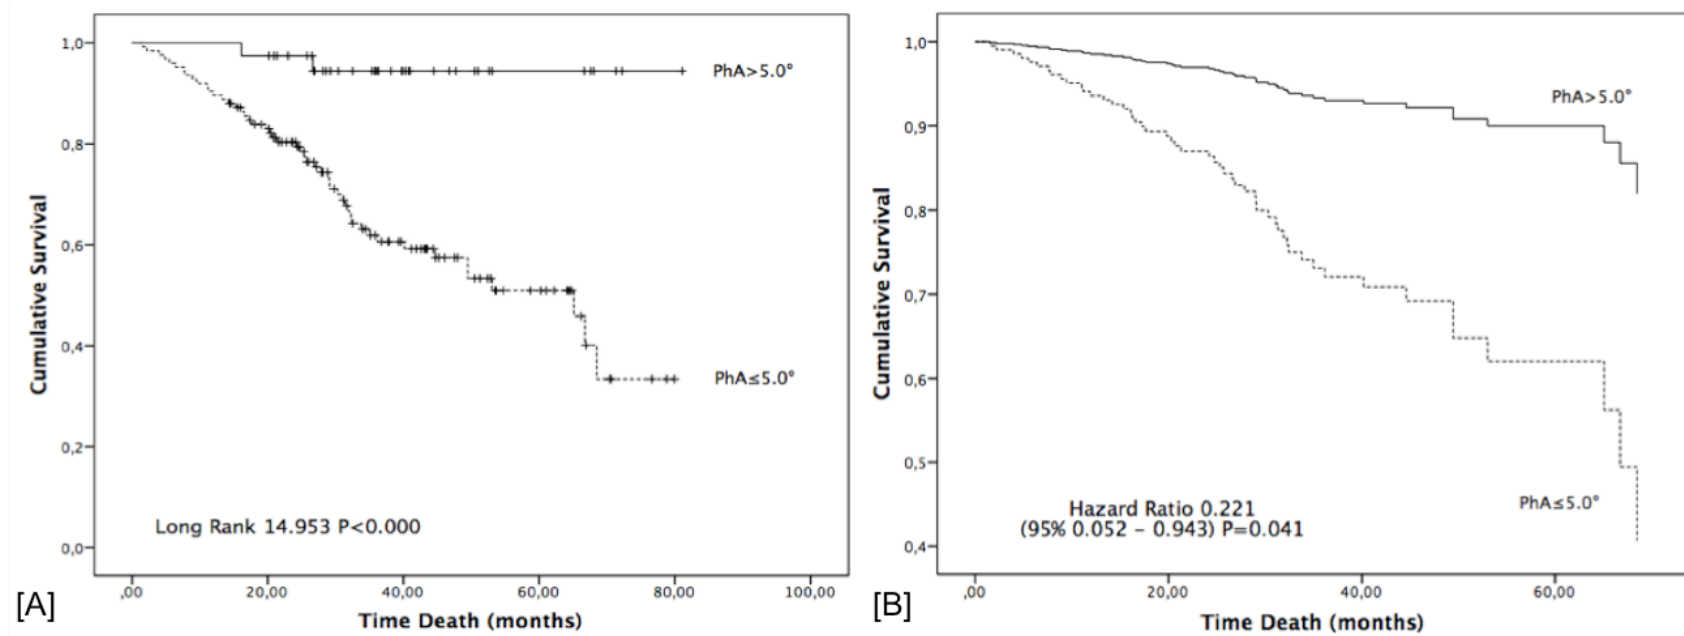 1,0
0,8
0,6
0,4
0,2
0,0
Cumulative Survival
PhA>5.0°
PhA≤5.0°
Long Rank 14.953 P<0.000
,00 20,00 40,00 60,00 80,00 100,00
Time Death (months)
[A]
1,0
0,9
0,8
0,7
0,6
0,5
0,4
Cumulative Survival
PhA>5.0°
PhA≤5.0°
Hazard Ratio 0.221
(95% 0.052 – 0.943) P=0.041
,00 20,00 40,00 60,00
Time Death (months)
[B]